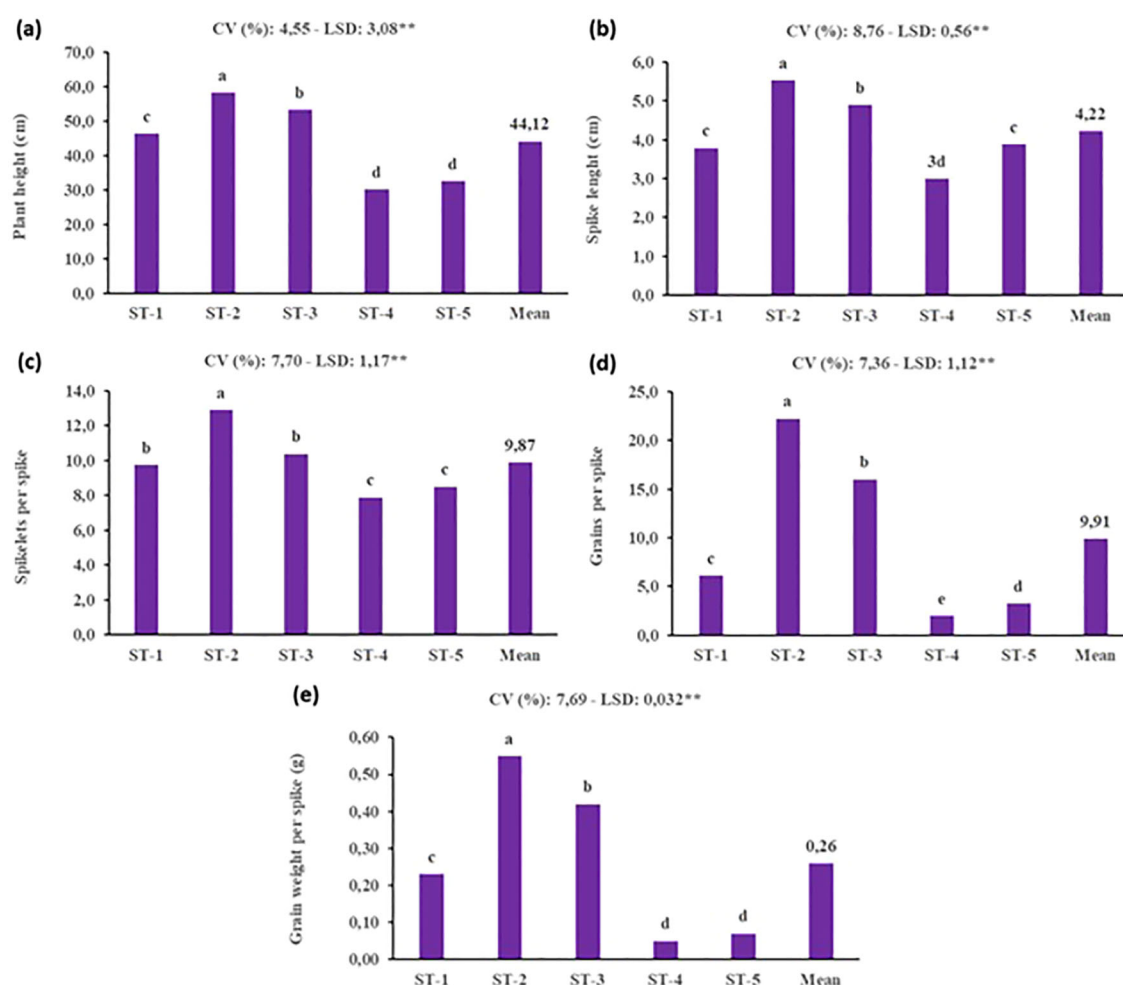 (a)
CV (%): 4,55 - LSD: 3,08**
Plant height (cm)
70,0
60,0
50,0
40,0
30,0
20,0
10,0
0,0
c
a
b
d
d
44,12
ST-1 ST-2 ST-3 ST-4 ST-5 Mean
(b)
CV (%): 8,76 - LSD: 0,56**
Spike lenght (cm)
6,0
5,0
4,0
3,0
2,0
1,0
0,0
c
a
b
3d
c
4,22
ST-1 ST-2 ST-3 ST-4 ST-5 Mean
(c)
CV (%): 7,70 - LSD: 1,17**
Spikelets per spike
14,0
12,0
10,0
8,0
6,0
4,0
2,0
0,0
b
a
b
c
c
9,87
ST-1 ST-2 ST-3 ST-4 ST-5 Mean
(d)
CV (%): 7,36 - LSD: 1,12**
Grains per spike
25,0
20,0
15,0
10,0
5,0
0,0
c
a
b
e
d
9,91
ST-1 ST-2 ST-3 ST-4 ST-5 Mean
(e)
CV (%): 7,69 - LSD: 0,032**
Grain weight per spike (g)
0,60
0,50
0,40
0,30
0,20
0,10
0,00
c
a
b
d
d
0,26
ST-1 ST-2 ST-3 ST-4 ST-5 Mean